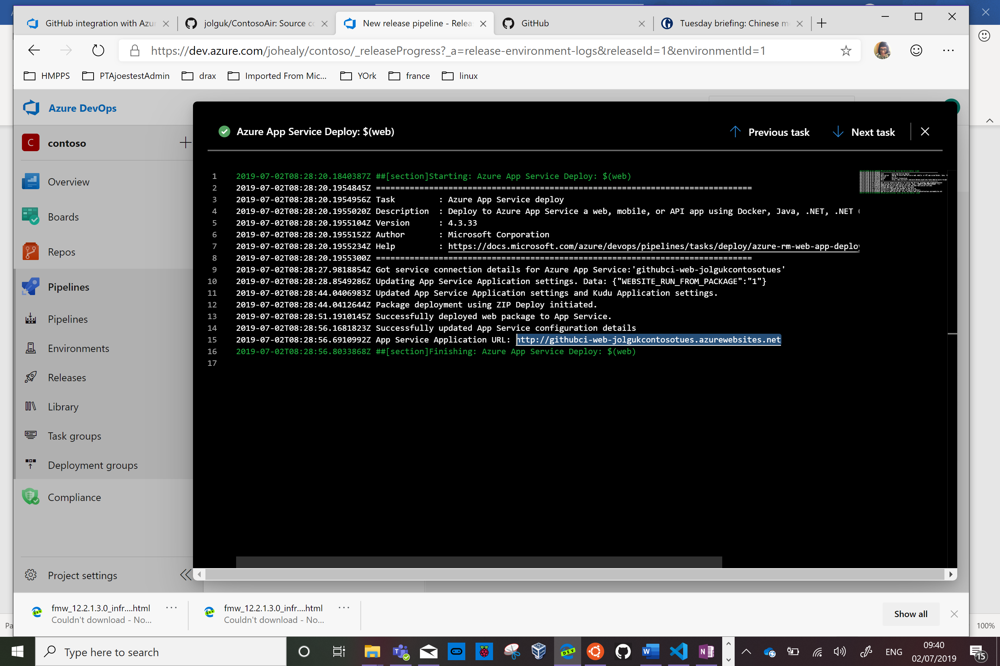 GitHub integration with Azur
jolguk/ContosoAir: Source co
New release pipeline - Relea
GitHub
Tuesday briefing: Chinese m
https://dev.azure.com/johealy/contoso/_releaseProgress?_a=release-environment-logs&releaseId=1&environmentId=1
HMPPS
PTAjoestestAdmin
drax
Imported From Mic...
YOrk
france
linux
Azure DevOps
C contoso
Overview
Boards
Repos
Pipelines
Pipelines
Environments
Releases
Library
Task groups
Deployment groups
Compliance
Project settings
Azure App Service Deploy: $(web)
Previous task
Next task
1 2019-07-02T08:28:20.1840387Z ##[section]Starting: Azure App Service Deploy: $(web)
2 2019-07-02T08:28:20.1954845Z ==============================================================================
3 2019-07-02T08:28:20.1954956Z Task : Azure App Service deploy
4 2019-07-02T08:28:20.1955020Z Description : Deploy to Azure App Service a web, mobile, or API app using Docker, Java, .NET, .NET
5 2019-07-02T08:28:20.1955104Z Version : 4.3.33
6 2019-07-02T08:28:20.1955152Z Author : Microsoft Corporation
7 2019-07-02T08:28:20.1955234Z Help : https://docs.microsoft.com/azure/devops/pipelines/tasks/deploy/azure-rm-web-app-deploy
8 2019-07-02T08:28:20.1955300Z ==============================================================================
9 2019-07-02T08:28:27.9818854Z Got service connection details for Azure App Service:'githubci-web-jolgukcontosotues'
10 2019-07-02T08:28:28.8549286Z Updating App Service Application settings. Data: {"WEBSITE_RUN_FROM_PACKAGE":"1"}
11 2019-07-02T08:28:44.0406983Z Updated App Service Application settings and Kudu Application settings.
12 2019-07-02T08:28:44.0412644Z Package deployment using ZIP Deploy initiated.
13 2019-07-02T08:28:51.1910145Z Successfully deployed web package to App Service.
14 2019-07-02T08:28:56.1681823Z Successfully updated App Service configuration details
15 2019-07-02T08:28:56.6910992Z App Service Application URL: http://githubci-web-jolgukcontosotues.azurewebsites.net
16 2019-07-02T08:28:56.8033868Z ##[section]Finishing: Azure App Service Deploy: $(web)
17
fmw_12.2.1.3.0_infr....html
Couldn't download - No...
fmw_12.2.1.3.0_infr....html
Couldn't download - No...
Show all
Pa
100%
Type here to search
DEV
ENG
09:40
02/07/2019
15